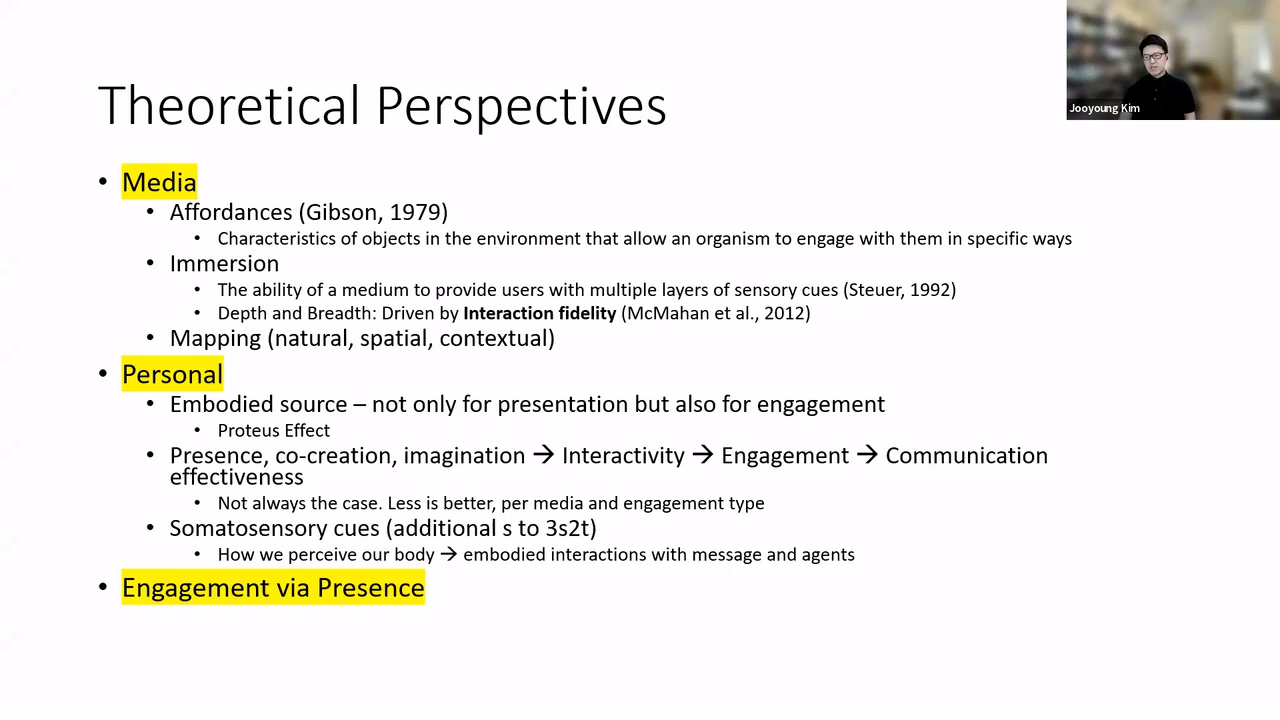 Jooyoung Kim
Theoretical Perspectives
• Media
• Affordances (Gibson, 1979)
• Characteristics of objects in the environment that allow an organism to engage with them in specific ways
• Immersion
• The ability of a medium to provide users with multiple layers of sensory cues (Steuer, 1992)
• Depth and Breadth: Driven by Interaction fidelity (McMahan et al., 2012)
• Mapping (natural, spatial, contextual)
• Personal
• Embodied source – not only for presentation but also for engagement
• Proteus Effect
• Presence, co-creation, imagination → Interactivity → Engagement → Communication
effectiveness
• Not always the case. Less is better, per media and engagement type
• Somatosensory cues (additional s to 3s2t)
• How we perceive our body → embodied interactions with message and agents
• Engagement via Presence